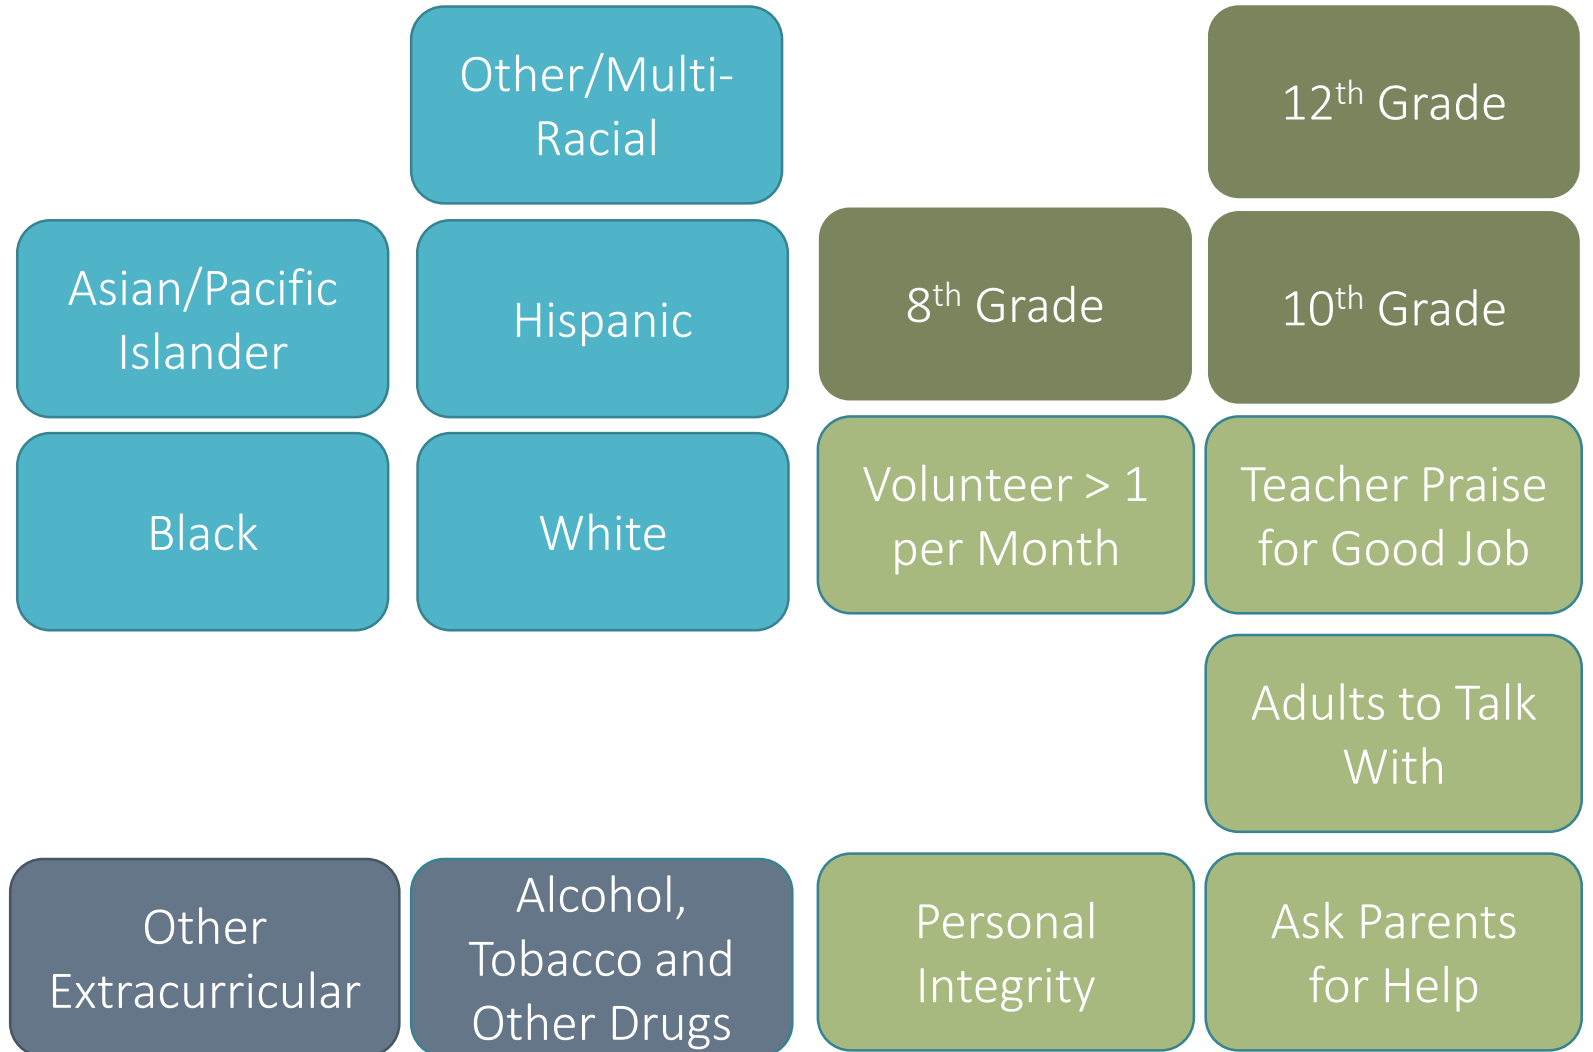 Other/Multi-
Racial
12th Grade
Asian/Pacific
Islander
Hispanic
8th Grade
10th Grade
Black
White
Volunteer > 1
per Month
Teacher Praise
for Good Job
Adults to Talk
With
Other
Extracurricular
Alcohol,
Tobacco and
Other Drugs
Personal
Integrity
Ask Parents
for Help